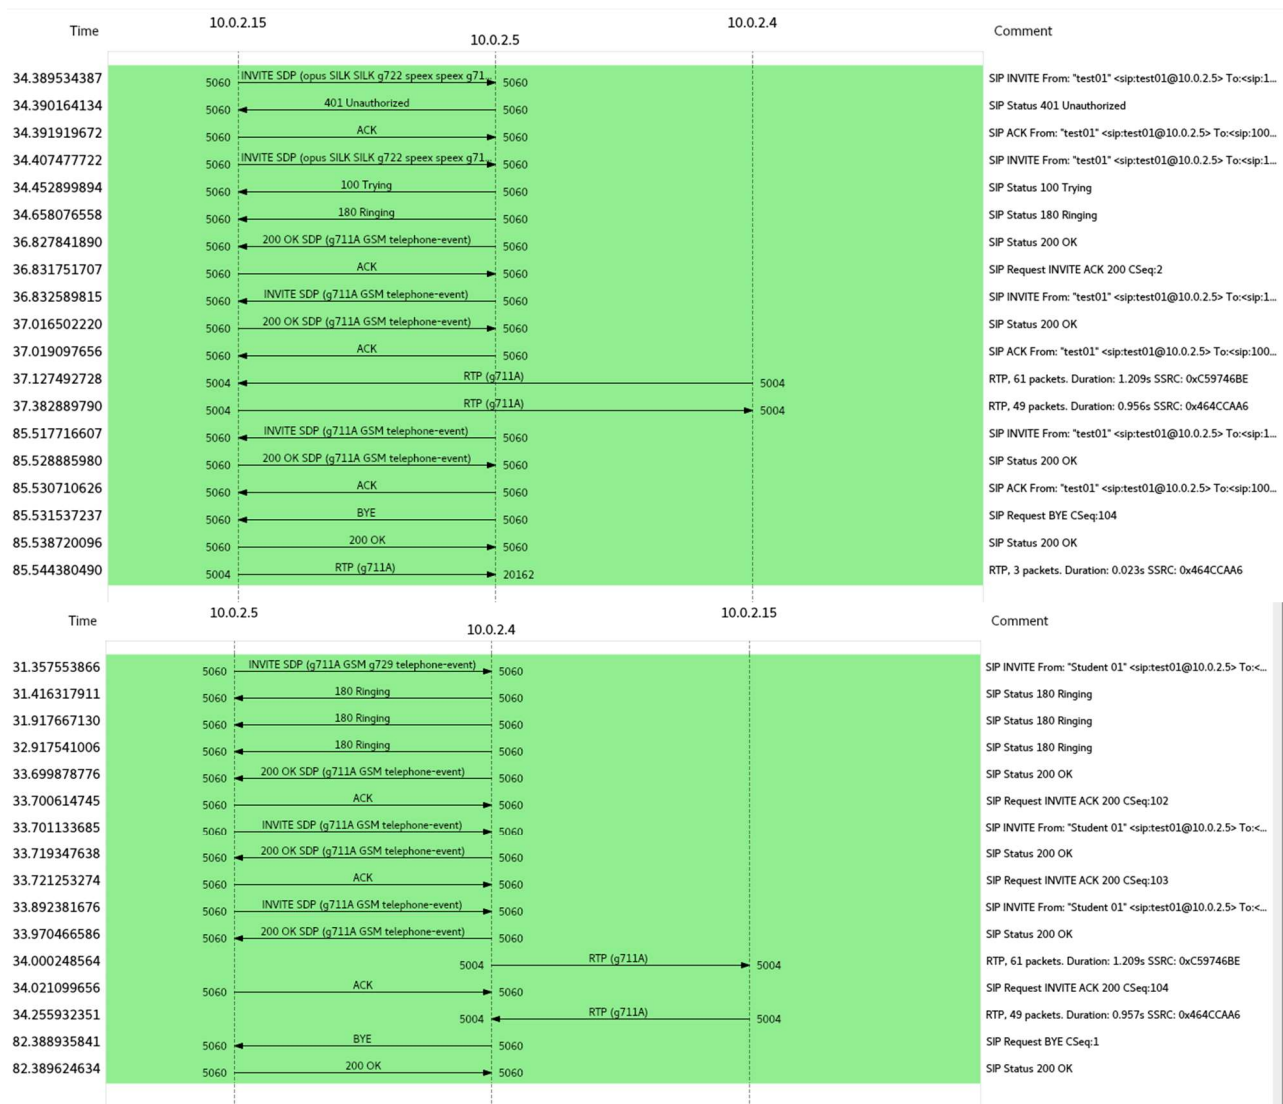 Time 10.0.2.15 10.0.2.5 10.0.2.4 Comment
34.389534387 5060 INVITE SDP (opus SILK SILK g722 speex speex g71... 5060 SIP INVITE From: "test01" <sip:test01@10.0.2.5> To:<sip:1...
34.390164134 5060 401 Unauthorized 5060 SIP Status 401 Unauthorized
34.391919672 5060 ACK 5060 SIP ACK From: "test01" <sip:test01@10.0.2.5> To:<sip:100...
34.407477722 5060 INVITE SDP (opus SILK SILK g722 speex speex g71... 5060 SIP INVITE From: "test01" <sip:test01@10.0.2.5> To:<sip:1...
34.452899894 5060 100 Trying 5060 SIP Status 100 Trying
34.658076558 5060 180 Ringing 5060 SIP Status 180 Ringing
36.827841890 5060 200 OK SDP (g711A GSM telephone-event) 5060 SIP Status 200 OK
36.831751707 5060 ACK 5060 SIP Request INVITE ACK 200 CSeq:2
36.832589815 5060 INVITE SDP (g711A GSM telephone-event) 5060 SIP INVITE From: "test01" <sip:test01@10.0.2.5> To:<sip:1...
37.016502220 5060 200 OK SDP (g711A GSM telephone-event) 5060 SIP Status 200 OK
37.019097656 5060 ACK 5060 SIP ACK From: "test01" <sip:test01@10.0.2.5> To:<sip:100...
37.127492728 5004 RTP (g711A) 5004 RTP, 61 packets. Duration: 1.209s SSRC: 0xC59746BE
37.382889790 5004 RTP (g711A) 5004 RTP, 49 packets. Duration: 0.956s SSRC: 0x464CCAA6
85.517716607 5060 INVITE SDP (g711A GSM telephone-event) 5060 SIP INVITE From: "test01" <sip:test01@10.0.2.5> To:<sip:1...
85.528885980 5060 200 OK SDP (g711A GSM telephone-event) 5060 SIP Status 200 OK
85.530710626 5060 ACK 5060 SIP ACK From: "test01" <sip:test01@10.0.2.5> To:<sip:100...
85.531537237 5060 BYE 5060 SIP Request BYE CSeq:104
85.538720096 5060 200 OK 5060 SIP Status 200 OK
85.544380490 5004 RTP (g711A) 20162 RTP, 3 packets. Duration: 0.023s SSRC: 0x464CCAA6
Time 10.0.2.5 10.0.2.4 10.0.2.15 Comment
31.357553866 5060 INVITE SDP (g711A GSM g729 telephone-event) 5060 SIP INVITE From: "Student 01" <sip:test01@10.0.2.5> To:<...
31.416317911 5060 180 Ringing 5060 SIP Status 180 Ringing
31.917667130 5060 180 Ringing 5060 SIP Status 180 Ringing
32.917541006 5060 180 Ringing 5060 SIP Status 180 Ringing
33.699878776 5060 200 OK SDP (g711A GSM telephone-event) 5060 SIP Status 200 OK
33.700614745 5060 ACK 5060 SIP Request INVITE ACK 200 CSeq:102
33.701133685 5060 INVITE SDP (g711A GSM telephone-event) 5060 SIP INVITE From: "Student 01" <sip:test01@10.0.2.5> To:<...
33.719347638 5060 200 OK SDP (g711A GSM telephone-event) 5060 SIP Status 200 OK
33.721253274 5060 ACK 5060 SIP Request INVITE ACK 200 CSeq:103
33.892381676 5060 INVITE SDP (g711A GSM telephone-event) 5060 SIP INVITE From: "Student 01" <sip:test01@10.0.2.5> To:<...
33.970466586 5060 200 OK SDP (g711A GSM telephone-event) 5060 SIP Status 200 OK
34.000248564 5004 RTP (g711A) 5004 RTP, 61 packets. Duration: 1.209s SSRC: 0xC59746BE
34.021099656 5060 ACK 5060 SIP Request INVITE ACK 200 CSeq:104
34.255932351 5004 RTP (g711A) 5004 RTP, 49 packets. Duration: 0.957s SSRC: 0x464CCAA6
82.388935841 5060 BYE 5060 SIP Request BYE CSeq:1
82.389624634 5060 200 OK 5060 SIP Status 200 OK